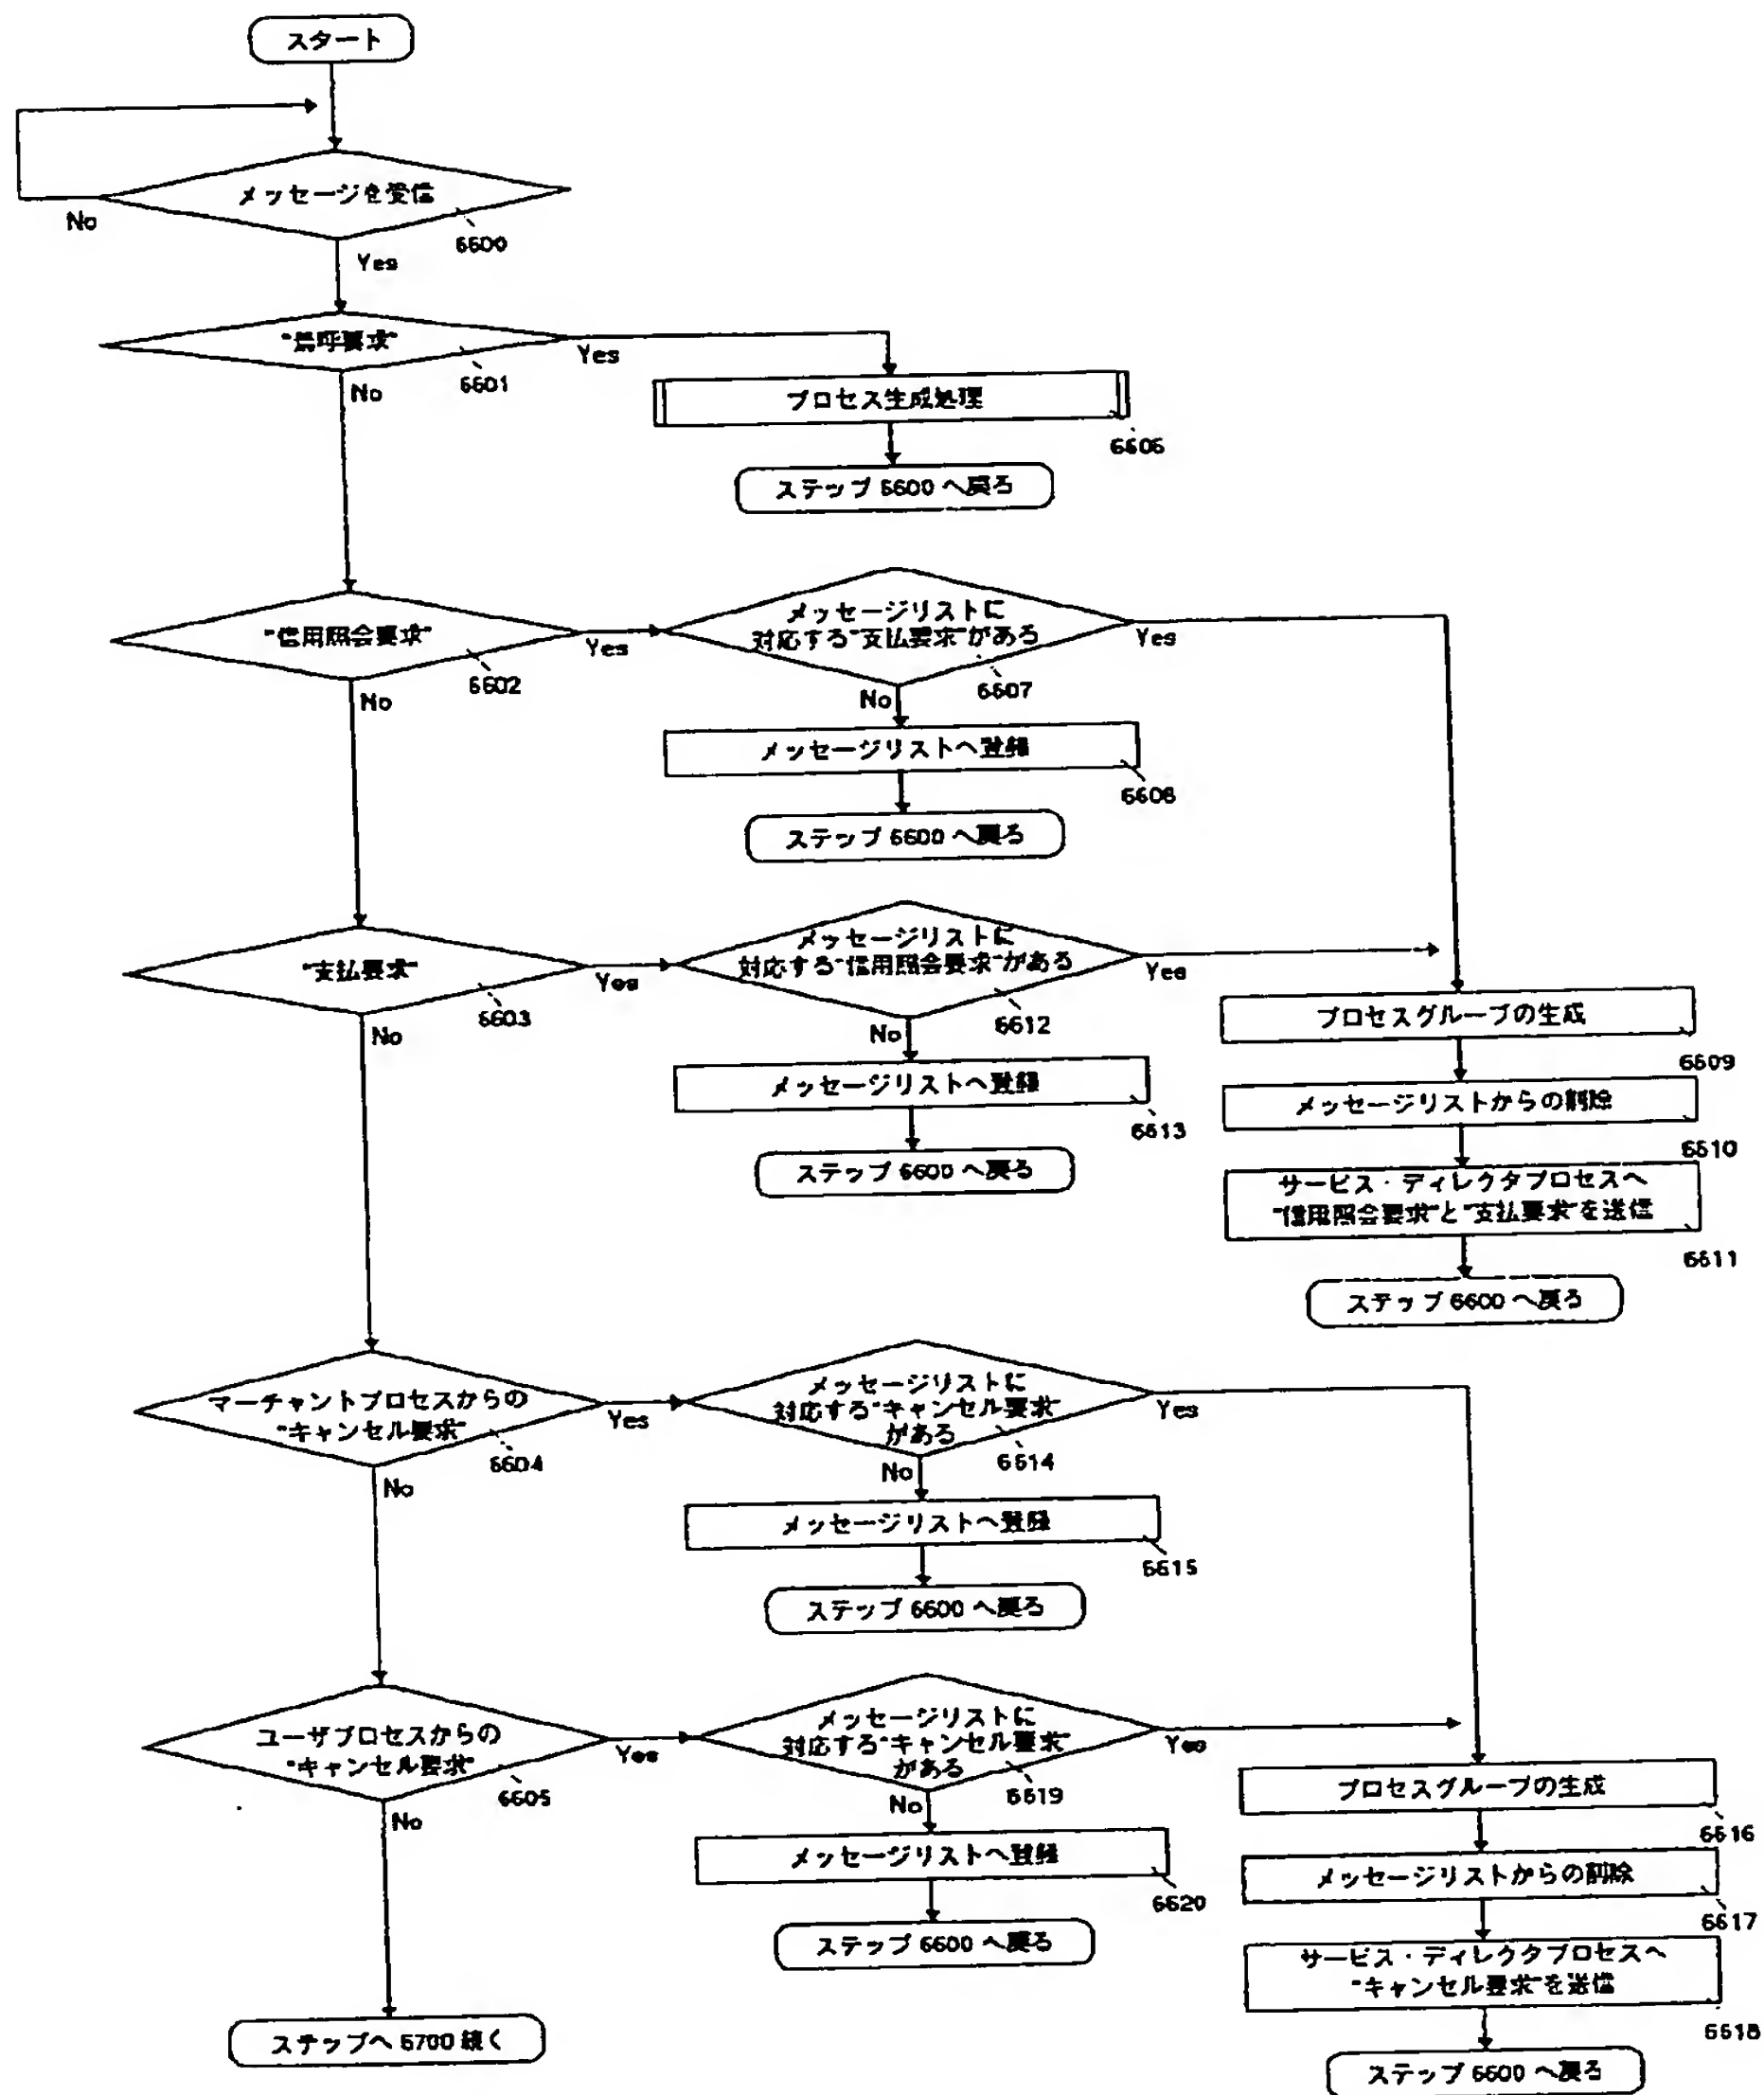 スタート
メッセージを受信
No
6600
Yes
Yes
6601
No
プロセス生成処理
6606
ステップ 6600 へ戻る
"信用照会要求"
Yes
6602
No
メッセージリストに
対応する"支払要求"がある
Yes
6607
No
メッセージリストへ登録
6608
ステップ 6600 へ戻る
"支払要求"
Yes
6603
No
メッセージリストに
対応する"信用照会要求"がある
Yes
6612
No
メッセージリストへ登録
6613
ステップ 6600 へ戻る
プロセスグループの生成
6609
メッセージリストからの削除
6610
サービス・ディレクタプロセスへ
"信用照会要求"と"支払要求"を送信
6611
ステップ 6600 へ戻る
マーチャントプロセスからの
"キャンセル要求"
Yes
6604
No
メッセージリストに
対応する"キャンセル要求"
がある
Yes
6614
No
メッセージリストへ登録
6615
ステップ 6600 へ戻る
ユーザプロセスからの
"キャンセル要求"
Yes
6605
No
メッセージリストに
対応する"キャンセル要求"
がある
Yes
6619
No
メッセージリストへ登録
6620
ステップ 6600 へ戻る
プロセスグループの生成
6616
メッセージリストからの削除
6617
サービス・ディレクタプロセスへ
"キャンセル要求"を送信
6618
ステップ 6600 へ戻る
ステップへ 6700 続く